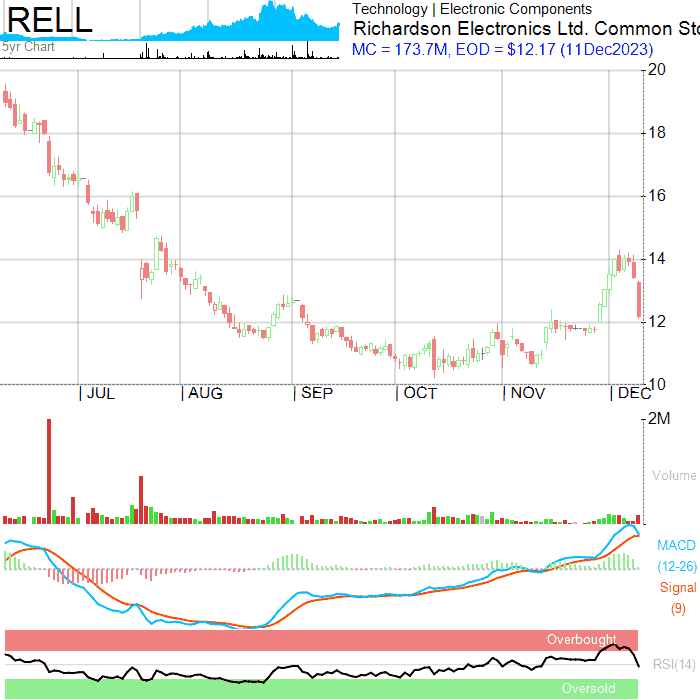 RELL
5yr Chart
Technology | Electronic Components
Richardson Electronics Ltd. Common Sto
MC = 173.7M, EOD = $12.17 (11Dec2023)
20
18
16
14
12
10
JUL AUG SEP OCT NOV DEC
2M
Volume
MACD
(12-26)
Signal
(9)
Overbought
RSI(14)
Oversold